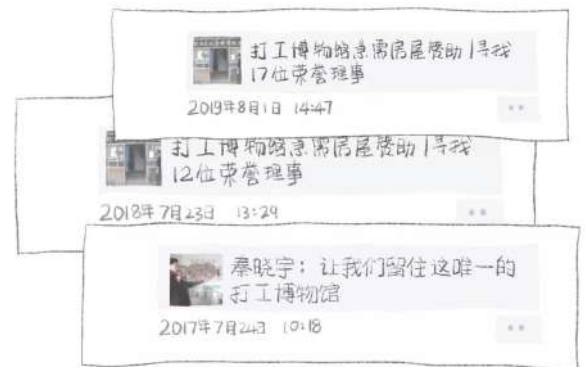 打工博物馆急需房屋赞助 | 寻找
17位荣誉理事
2019年8月1日 14:47
打工博物馆急需房屋赞助 | 寻找
12位荣誉理事
2018年7月23日 13:29
秦晓宇：让我们留住这唯一的
打工博物馆
2017年7月24日 10:18